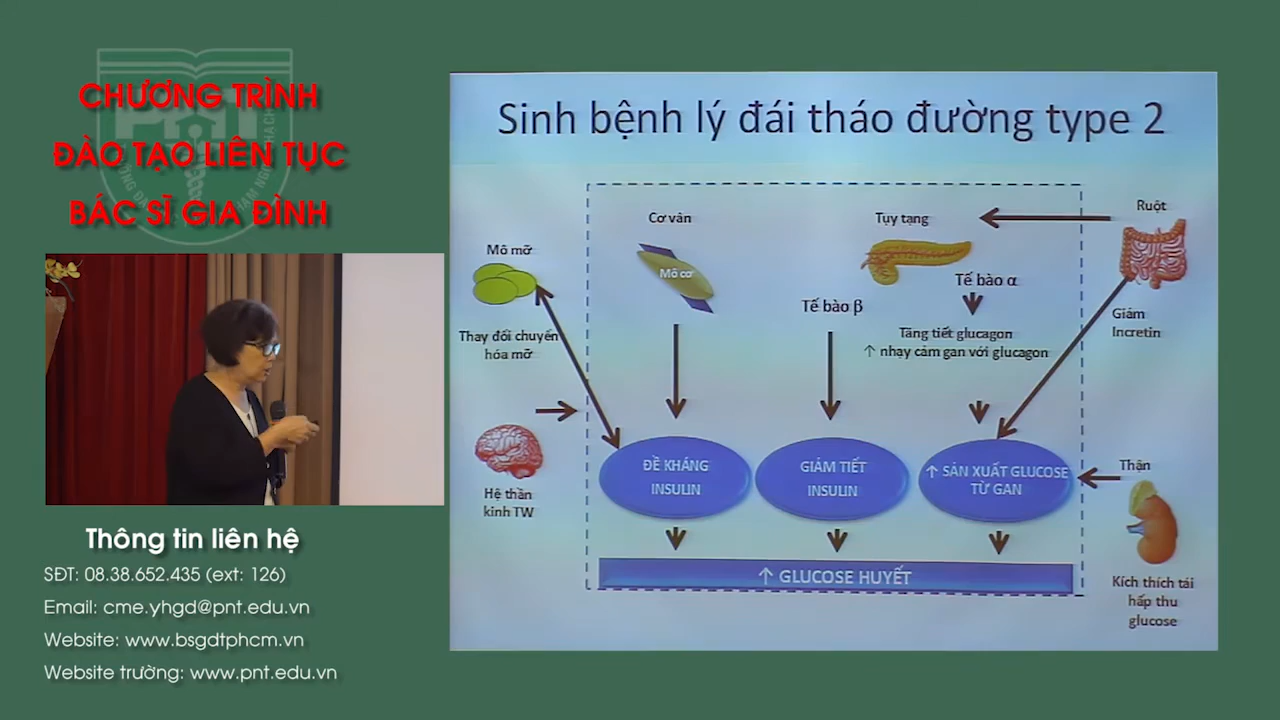 CHƯƠNG TRÌNH
ĐÀO TẠO LIÊN TỤC
BÁC SĨ GIA ĐÌNH
Thông tin liên hệ
SĐT: 08.38.652.435 (ext: 126)
Email: cme.yhgd@pnt.edu.vn
Website: www.bsgdtphcm.vn
Website trường: www.pnt.edu.vn
Sinh bệnh lý đái tháo đường type 2
Mô mỡ
Thay đổi chuyển
hóa mỡ
Hệ thần
kinh TW
Cơ vân
Mô cơ
Tế bào β
Tụy tạng
Tế bào α
Tăng tiết glucagon
↑ nhạy cảm gan với glucagon
Ruột
Giảm
Incretin
ĐỀ KHÁNG
INSULIN
GIẢM TIẾT
INSULIN
↑ SẢN XUẤT GLUCOSE
TỪ GAN
Thận
Kích thích tái
hấp thu
glucose
↑ GLUCOSE HUYẾT